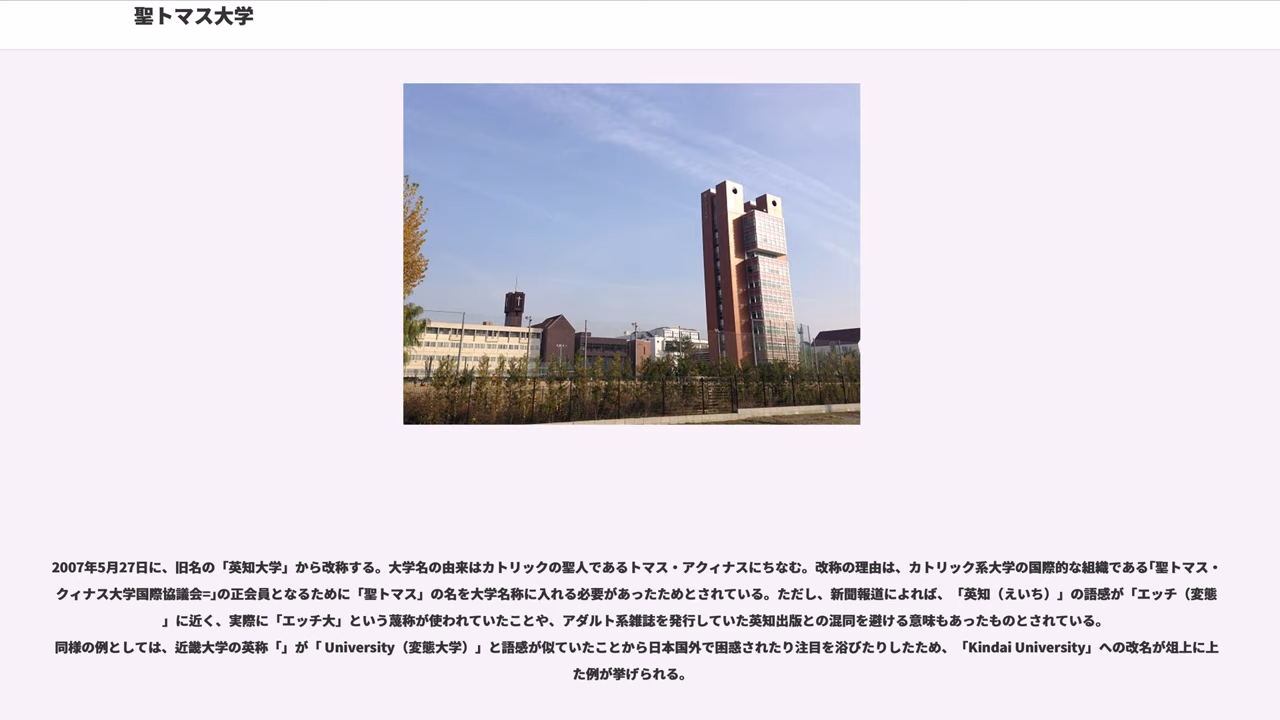 聖トマス大学
2007年5月27日に、旧名の「英知大学」から改称する。大学名の由来はカトリックの聖人であるトマス・アクィナスにちなむ。改称の理由は、カトリック系大学の国際的な組織である「聖トマス・
クィナス大学国際協議会=」の正会員となるために「聖トマス」の名を大学名称に入れる必要があったためとされている。ただし、新聞報道によれば、「英知（えいち）」の語感が「エッチ（変態
」に近く、実際に「エッチ大」という蔑称が使われていたことや、アダルト系雑誌を発行していた英知出版との混同を避ける意味もあったものとされている。
同様の例としては、近畿大学の英称「」が「 University（変態大学）」と語感が似ていたことから日本国外で困惑されたり注目を浴びたりしたため、「Kindai University」への改名が俎上に上
た例が挙げられる。